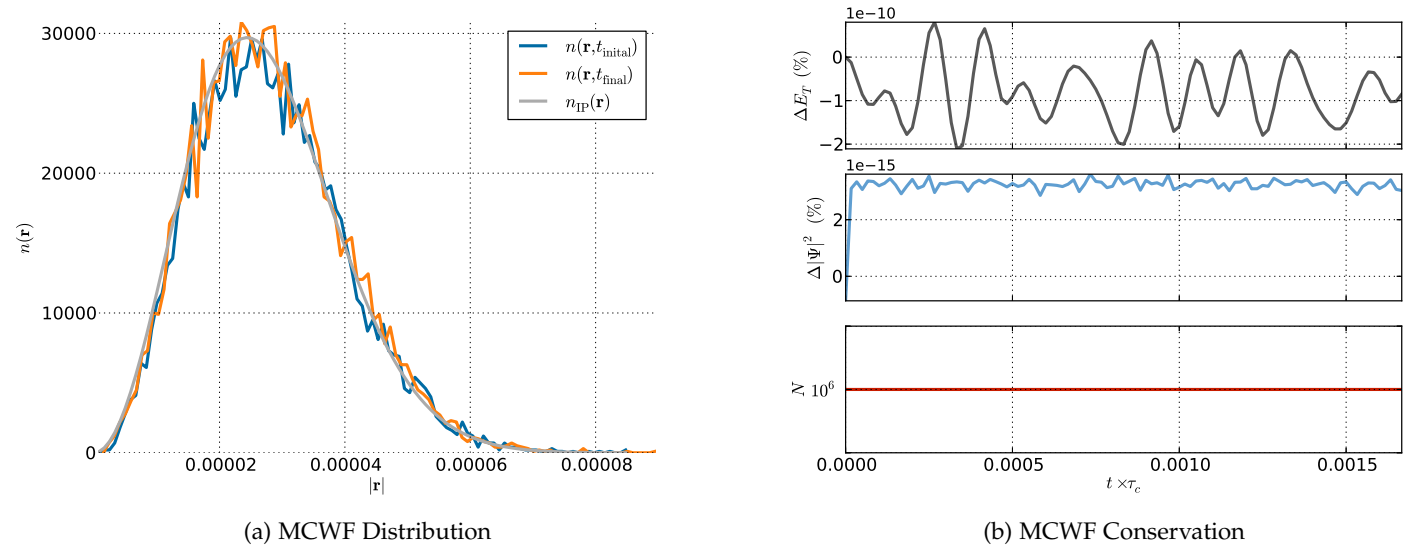 30000
20000
10000
0
n(r)
0.00002
0.00004
0.00006
0.00008
|r|
n(r,t_inital)
n(r,t_final)
n_IP(r)
(a) MCWF Distribution
1e−10
0
−1
−2
ΔE_T (%)
1e−15
2
0
Δ|Ψ|² (%)
N 10⁶
0.0000
0.0005
0.0010
0.0015
t×τ_c
(b) MCWF Conservation